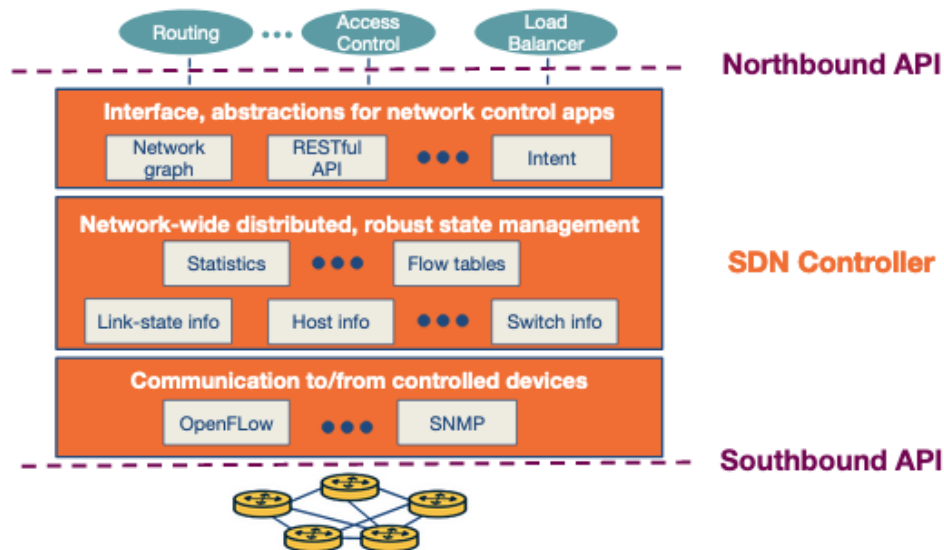 Routing
Access
Control
Load
Balancer
Northbound API
Interface, abstractions for network control apps
Network
graph
RESTful
API
Intent
Network-wide distributed, robust state management
Statistics
Flow tables
SDN Controller
Link-state info
Host info
Switch info
Communication to/from controlled devices
OpenFLow
SNMP
Southbound API